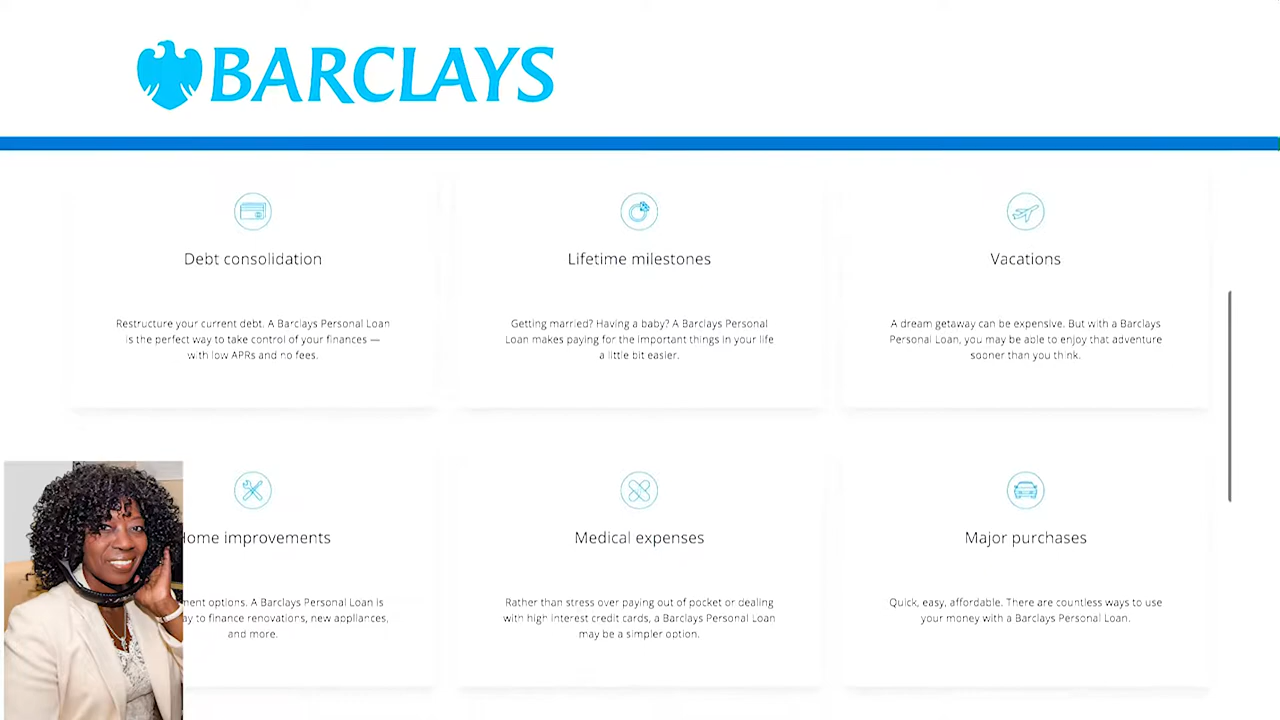 BARCLAYS
Debt consolidation
Restructure your current debt. A Barclays Personal Loan
is the perfect way to take control of your finances —
with low APRs and no fees.
Lifetime milestones
Getting married? Having a baby? A Barclays Personal
Loan makes paying for the important things in your life
a little bit easier.
Vacations
A dream getaway can be expensive. But with a Barclays
Personal Loan, you may be able to enjoy that adventure
sooner than you think.
Home improvements
ment options. A Barclays Personal Loan is
ay to finance renovations, new appliances,
and more.
Medical expenses
Rather than stress over paying out of pocket or dealing
with high interest credit cards, a Barclays Personal Loan
may be a simpler option.
Major purchases
Quick, easy, affordable. There are countless ways to use
your money with a Barclays Personal Loan.